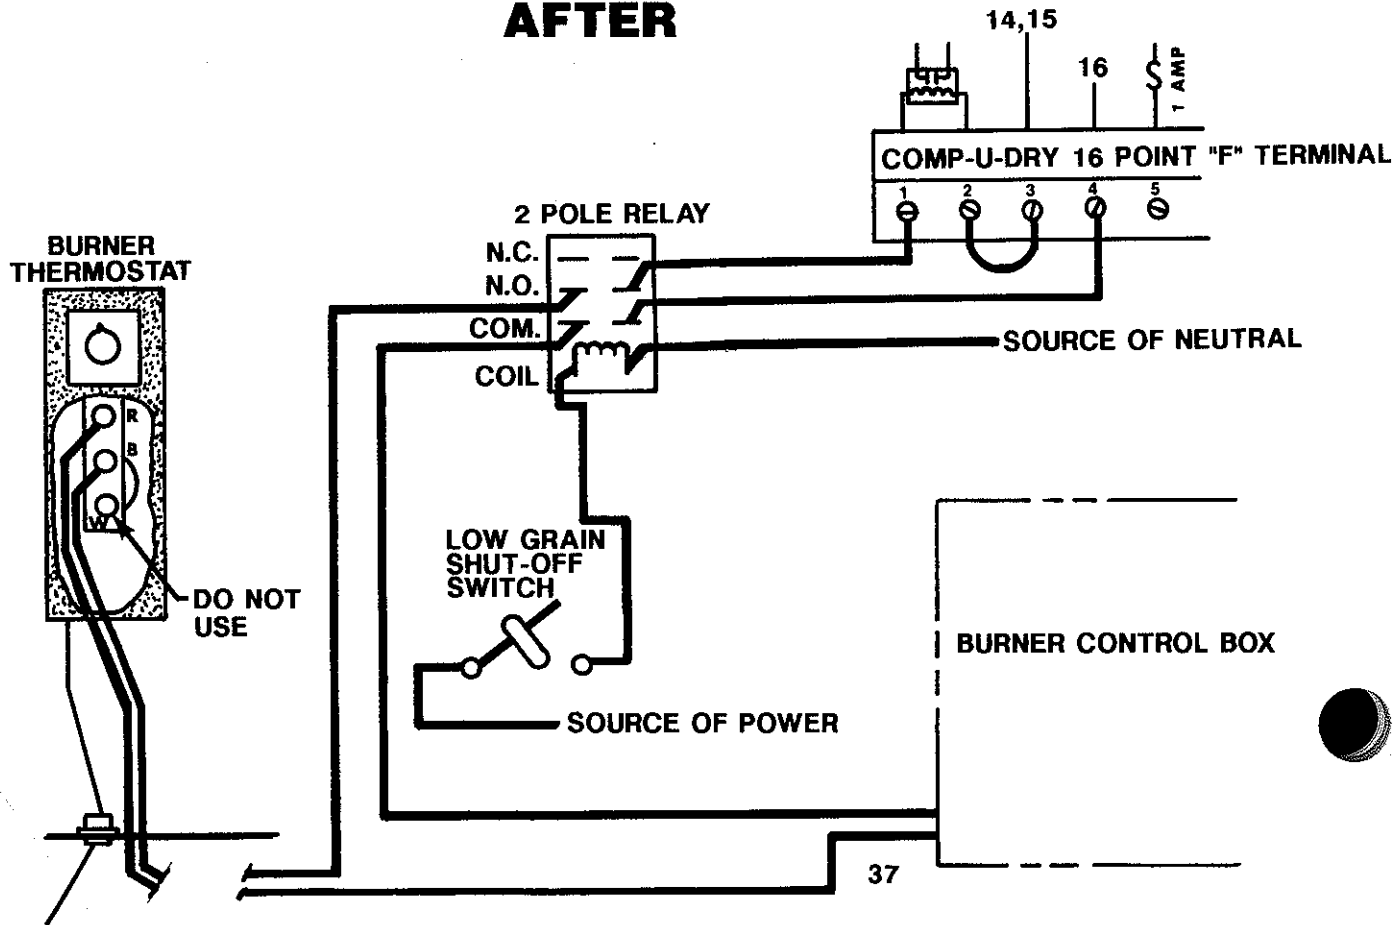 AFTER
14,15
16
1 AMP
COMP-U-DRY 16 POINT "F" TERMINAL
1 2 3 4 5
2 POLE RELAY
N.C.
N.O.
COM.
COIL
BURNER
THERMOSTAT
R
B
W
DO NOT
USE
SOURCE OF NEUTRAL
LOW GRAIN
SHUT-OFF
SWITCH
SOURCE OF POWER
BURNER CONTROL BOX
37